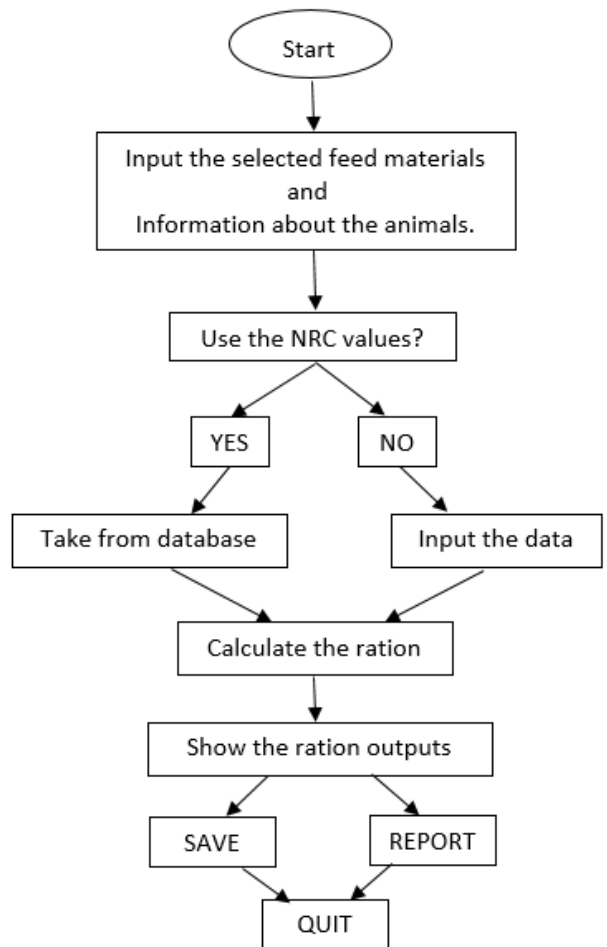 Start
Input the selected feed materials
and
Information about the animals.
Use the NRC values?
YES
NO
Take from database
Input the data
Calculate the ration
Show the ration outputs
SAVE
REPORT
QUIT